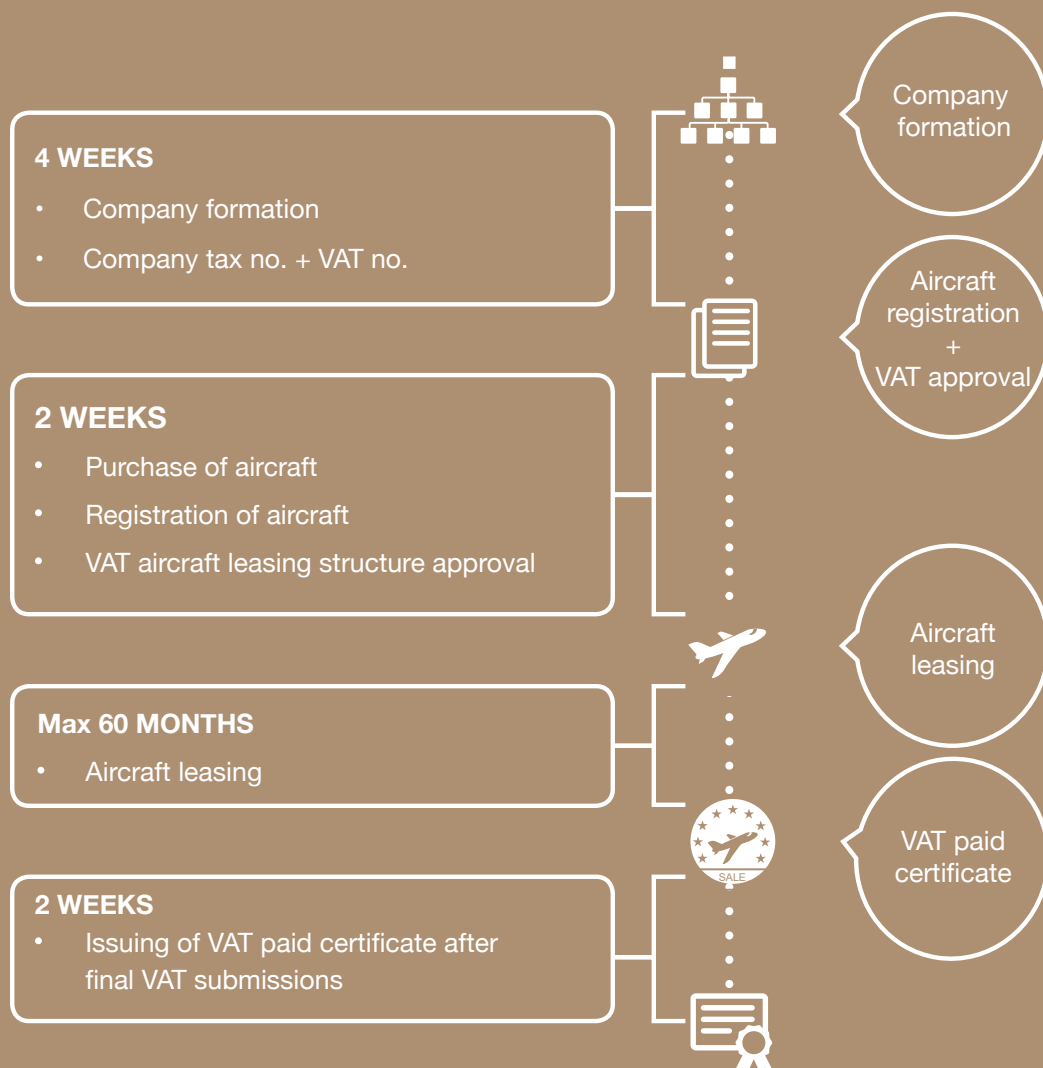 Company
formation
4 WEEKS
• Company formation
• Company tax no. + VAT no.
Aircraft
registration
+
VAT approval
2 WEEKS
• Purchase of aircraft
• Registration of aircraft
• VAT aircraft leasing structure approval
Aircraft
leasing
Max 60 MONTHS
• Aircraft leasing
VAT paid
certificate
SALE
2 WEEKS
• Issuing of VAT paid certificate after
final VAT submissions